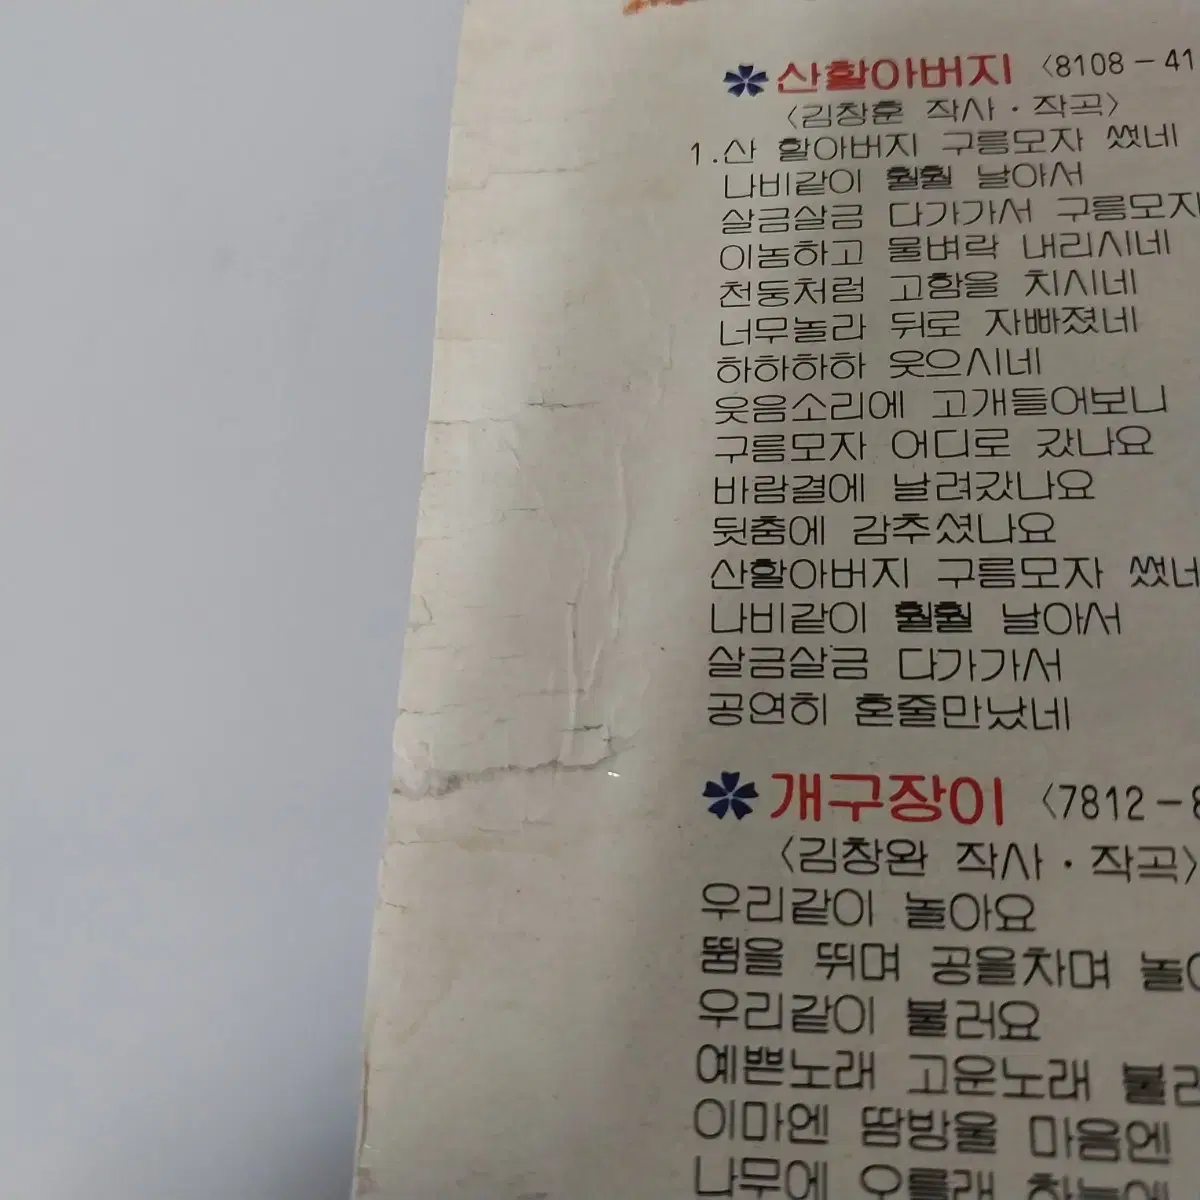 산할아버지 〈8108-41
〈김창훈 작사·작곡〉
1.산 할아버지 구름모자 썼네
나비같이 훨훨 날아서
살금살금 다가가서 구름모자
이놈하고 물벼락 내리시네
천둥처럼 고함을 치시네
너무놀라 뒤로 자빠졌네
하하하하 웃으시네
웃음소리에 고개들어보니
구름모자 어디로 갔나요
바람결에 날려갔나요
뒷춤에 감추셨나요
산할아버지 구름모자 썼네
나비같이 훨훨 날아서
살금살금 다가가서
공연히 혼줄만났네
개구장이 〈7812-8
〈김창완 작사·작곡〉
우리같이 놀아요
뜀을 뛰며 공을차며 놀아
우리같이 불러요
예쁜노래 고운노래 불러
이마엔 땀방울 마음엔
나무에 오를래